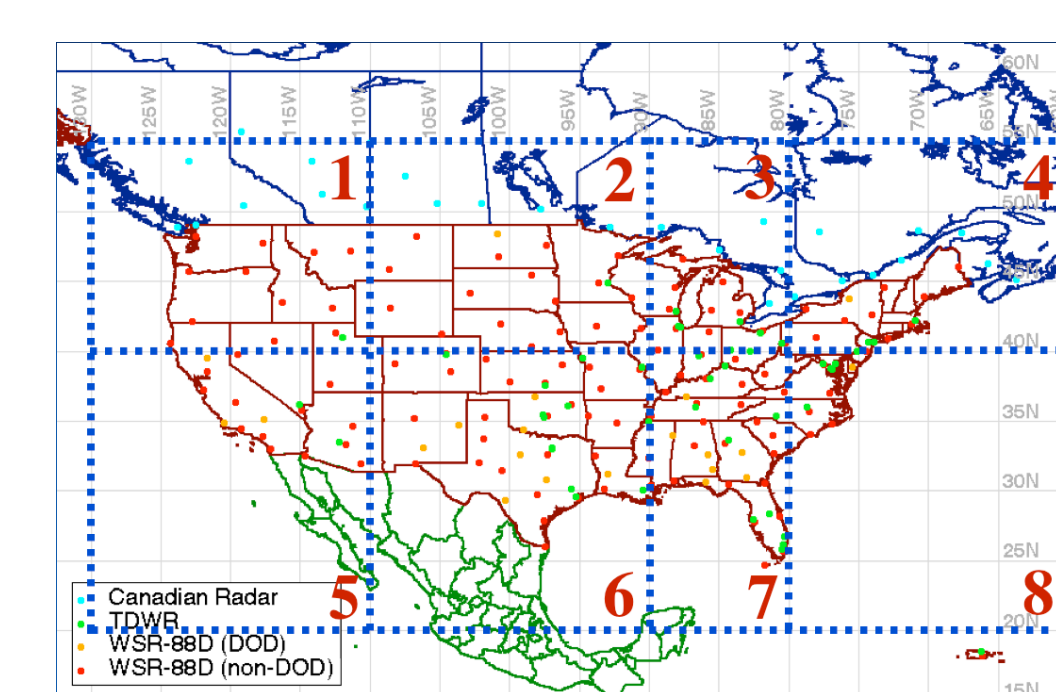 60N
130W 125W 120W 115W 110W 105W 100W 95W 90W 85W 80W 75W 70W 65W
55N
1 2 3 4
50N
45N
40N
35N
30N
25N
5 6 7 8
Canadian Radar
TDWR
20N
WSR-88D (DOD)
WSR-88D (non-DOD)
15N